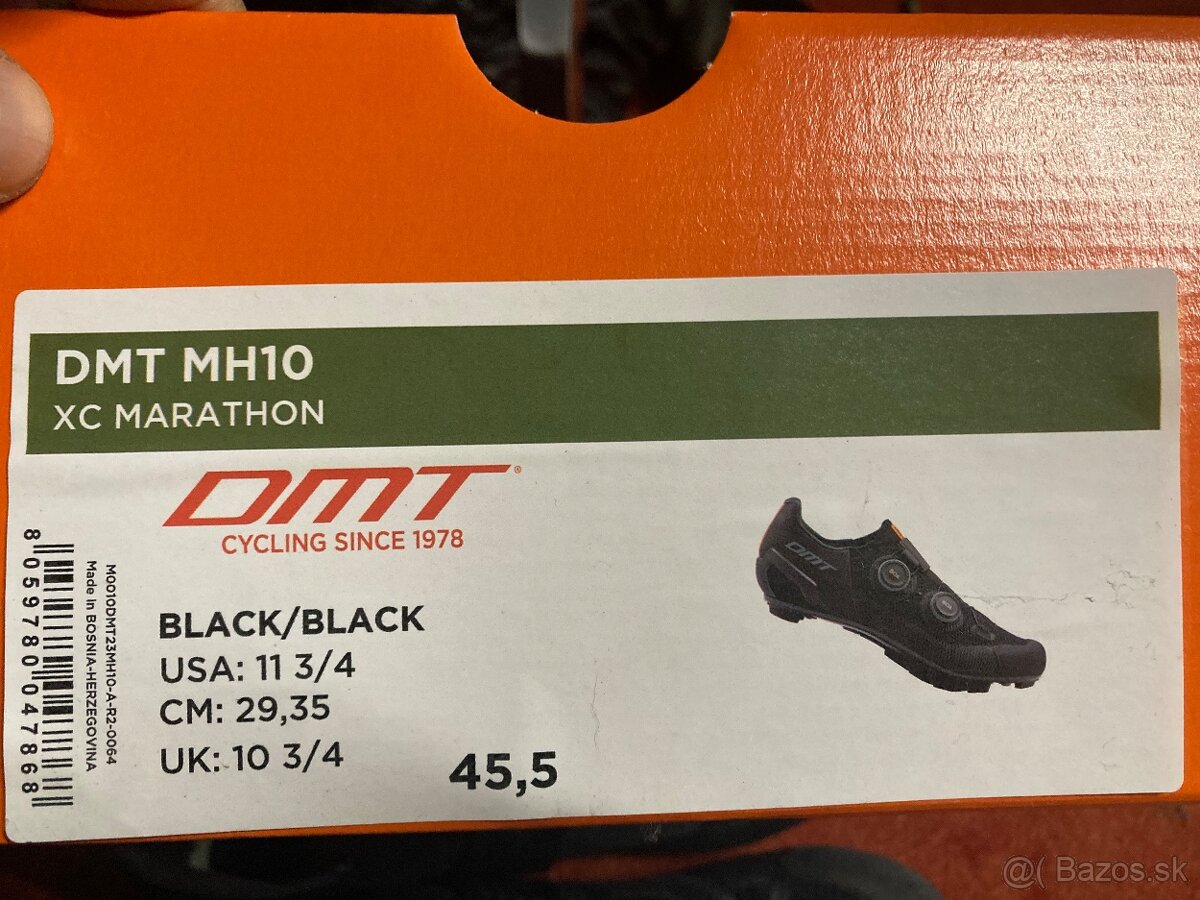 DMT MH10
XC MARATHON
DMT®
CYCLING SINCE 1978
8 059780 047868
M0010DMT23MH10-A-R2-0064
Made in BOSNIA-HERZEGOVINA
BLACK/BLACK
USA: 11 3/4
CM: 29,35
UK: 10 3/4
45,5
DMT
@( Bazos.sk